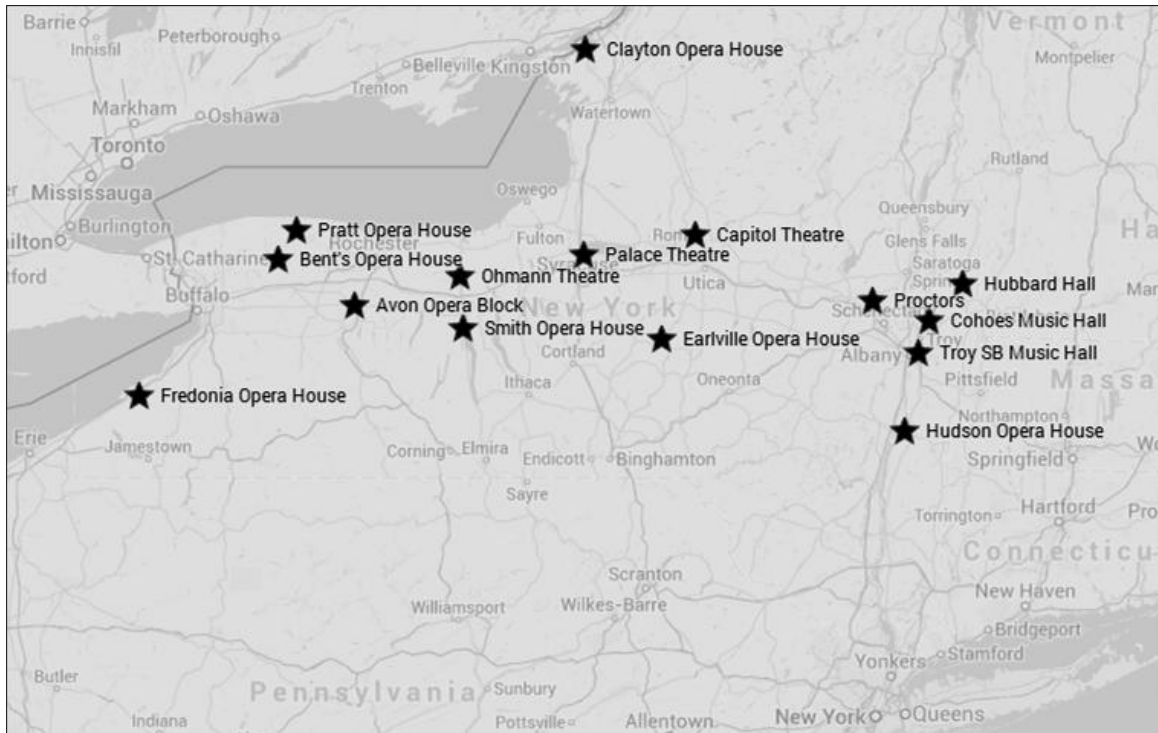 Barrie
Innisfil
Peterborough
Vermont
Montpelier
Clayton Opera House
Belleville
Kingston
Trenton
Watertown
Markham
Oshawa
Toronto
Mississauga
Rutland
Oswego
Burlington
Queensbury
Pratt Opera House
Fulton
Capitol Theatre
Rochester
Glens Falls
Bent's Opera House
Palace Theatre
Saratoga
Ohmann Theatre
Utica
Hubbard Hall
Buffalo
Avon Opera Block
New York
Proctors
Smith Opera House
Cohoes Music Hall
Earlville Opera House
Troy
Cortland
Albany
Troy SB Music Hall
Ithaca
Oneonta
Pittsfield
Massa
Fredonia Opera House
Northampton
Hudson Opera House
Erie
Jamestown
Corning
Elmira
Endicott
Binghamton
Springfield
Sayre
Torrington
Hartford
Pro
Connecticu
Scranton
New Haven
Williamsport
Wilkes-Barre
Bridgeport
Stamford
Yonkers
Butler
Pennsylvania
Sunbury
Indiana
Pottsville
Allentown
New York
Queens